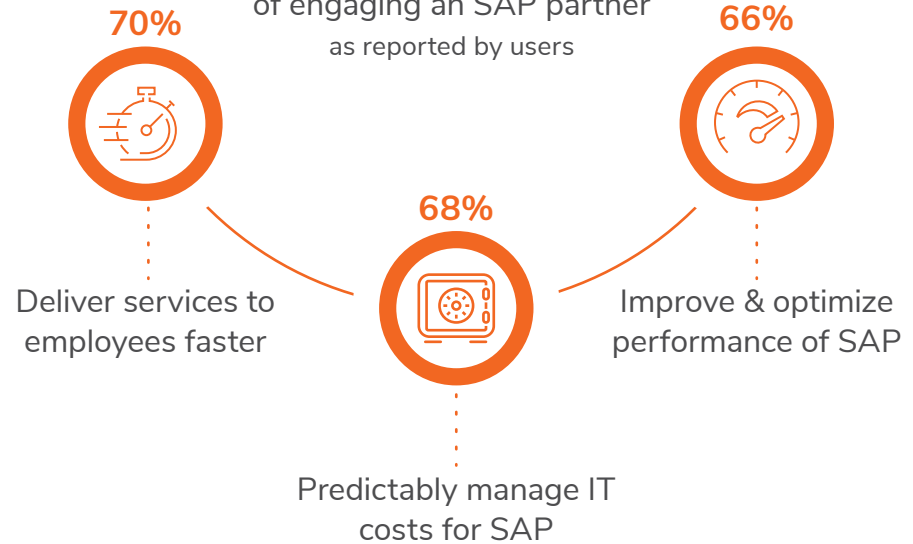 of engaging an SAP partner
as reported by users
70%
Deliver services to
employees faster
68%
Predictably manage IT
costs for SAP
66%
Improve & optimize
performance of SAP